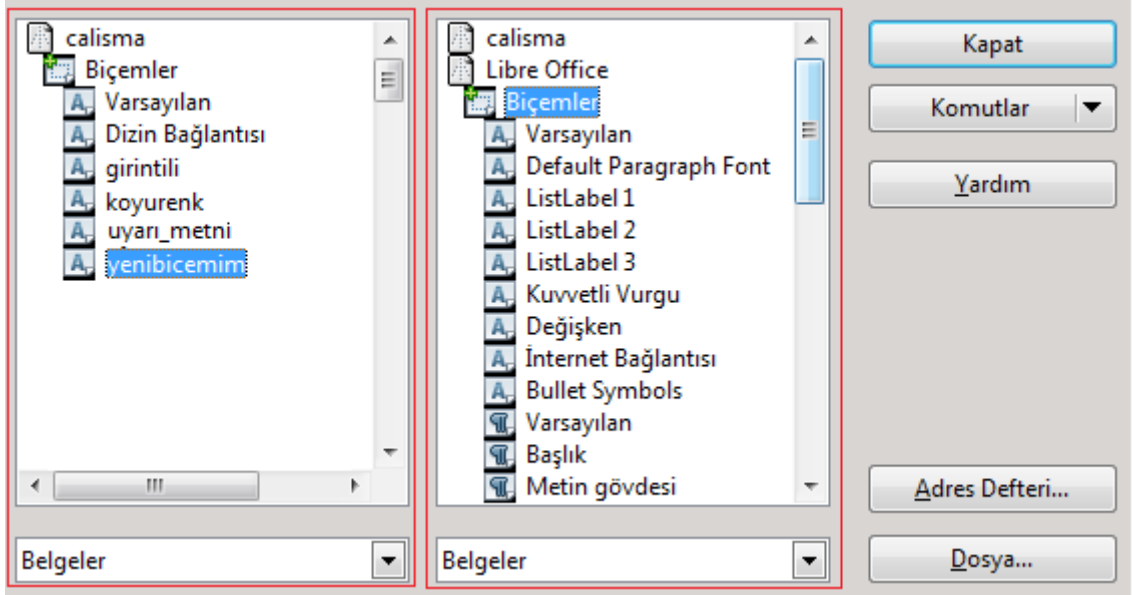 calisma
Biçemler
Varsayılan
Dizin Bağlantısı
girintili
koyurenk
uyarı_metni
yenibicemim
Belgeler
calisma
Libre Office
Biçemler
Varsayılan
Default Paragraph Font
ListLabel 1
ListLabel 2
ListLabel 3
Kuvvetli Vurgu
Değişken
İnternet Bağlantısı
Bullet Symbols
Varsayılan
Başlık
Metin gövdesi
Belgeler
Kapat
Komutlar
Yardım
Adres Defteri...
Dosya...